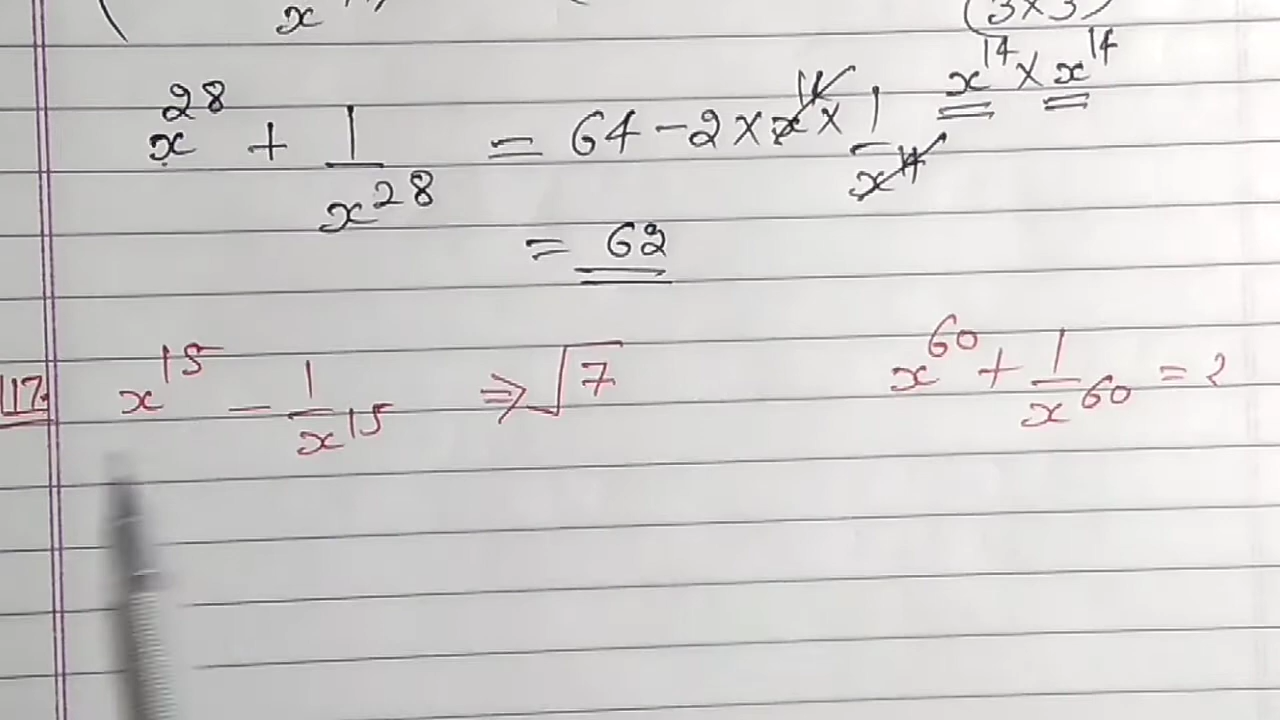 x (3×3)
x^28 + 1/x^28 = 64 - 2 × x^14 × 1/x^14 x^14 × x^14
= 62
117. x^15 - 1/x^15 ⇒ √7 x^60 + 1/x^60 = ?